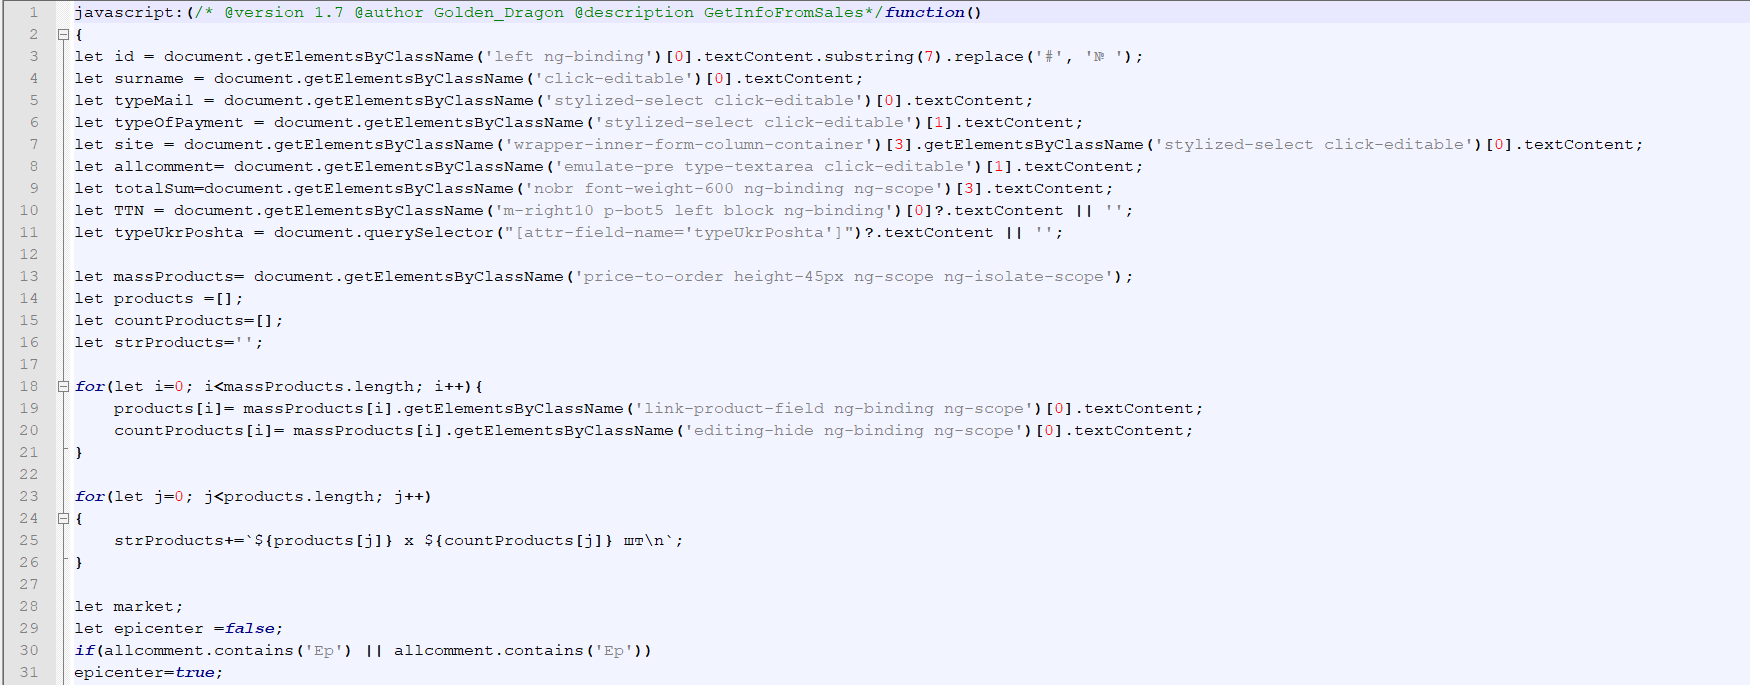 1 javascript:(/* @version 1.7 @author Golden_Dragon @description GetInfoFromSales*/function()
2 {
3 let id = document.getElementsByClassName('left ng-binding')[0].textContent.substring(7).replace('#', '№ ');
4 let surname = document.getElementsByClassName('click-editable')[0].textContent;
5 let typeMail = document.getElementsByClassName('stylized-select click-editable')[0].textContent;
6 let typeOfPayment = document.getElementsByClassName('stylized-select click-editable')[1].textContent;
7 let site = document.getElementsByClassName('wrapper-inner-form-column-container')[3].getElementsByClassName('stylized-select click-editable')[0].textContent;
8 let allcomment= document.getElementsByClassName('emulate-pre type-textarea click-editable')[1].textContent;
9 let totalSum=document.getElementsByClassName('nobr font-weight-600 ng-binding ng-scope')[3].textContent;
10 let TTN = document.getElementsByClassName('m-right10 p-bot5 left block ng-binding')[0]?.textContent || '';
11 let typeUkrPoshta = document.querySelector("[attr-field-name='typeUkrPoshta']")?.textContent || '';
12
13 let massProducts= document.getElementsByClassName('price-to-order height-45px ng-scope ng-isolate-scope');
14 let products =[];
15 let countProducts=[];
16 let strProducts='';
17
18 for(let i=0; i<massProducts.length; i++){
19 products[i]= massProducts[i].getElementsByClassName('link-product-field ng-binding ng-scope')[0].textContent;
20 countProducts[i]= massProducts[i].getElementsByClassName('editing-hide ng-binding ng-scope')[0].textContent;
21 }
22
23 for(let j=0; j<products.length; j++)
24 {
25 strProducts+=`${products[j]} x ${countProducts[j]} шт\n`;
26 }
27
28 let market;
29 let epicenter =false;
30 if(allcomment.contains('Ep') || allcomment.contains('Ep'))
31 epicenter=true;